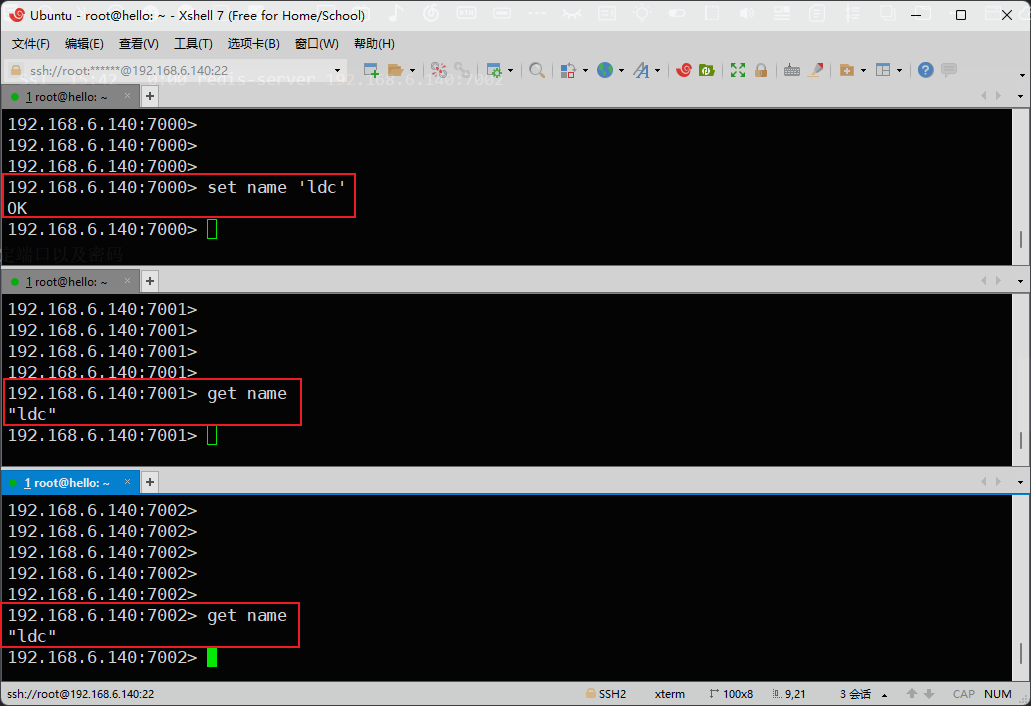 Ubuntu - root@hello: ~ - Xshell 7 (Free for Home/School)
文件(F) 编辑(E) 查看(V) 工具(T) 选项卡(B) 窗口(W) 帮助(H)
ssh://root:******@192.168.6.140:22
1 root@hello: ~ × +
192.168.6.140:7000>
192.168.6.140:7000>
192.168.6.140:7000>
192.168.6.140:7000> set name 'ldc'
OK
192.168.6.140:7000>
定端口以及密码
1 root@hello: ~ × +
192.168.6.140:7001>
192.168.6.140:7001>
192.168.6.140:7001>
192.168.6.140:7001>
192.168.6.140:7001> get name
"ldc"
192.168.6.140:7001>
1 root@hello: ~ × +
192.168.6.140:7002>
192.168.6.140:7002>
192.168.6.140:7002>
192.168.6.140:7002>
192.168.6.140:7002>
192.168.6.140:7002> get name
"ldc"
192.168.6.140:7002>
ssh://root@192.168.6.140:22 SSH2 xterm 100x8 9,21 3 会话 CAP NUM